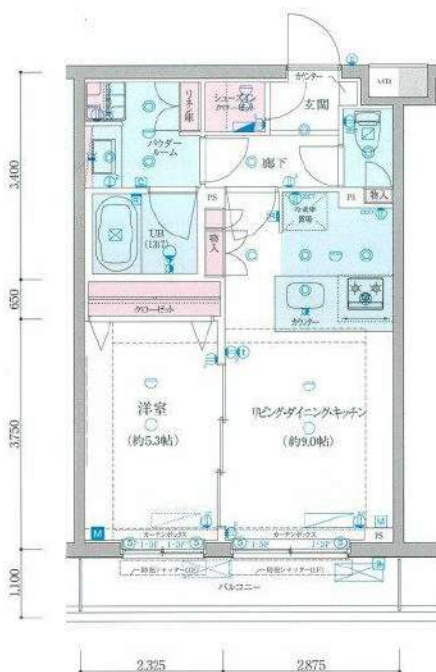 カウンター
玄関
MB
リネン庫
シューズイン
クローゼット
パウダー
ルーム
廊下
3,400
PS
PS
物入
UB
(1317)
物入
冷蔵庫
置場
650
クローゼット
カウンター
洋室
(約5.3帖)
リビング・ダイニング・キッチン
(約9.0帖)
3,750
M
M
カーテンボックス
カーテンボックス
PS
バルコニー
1,100
2,325
2,875